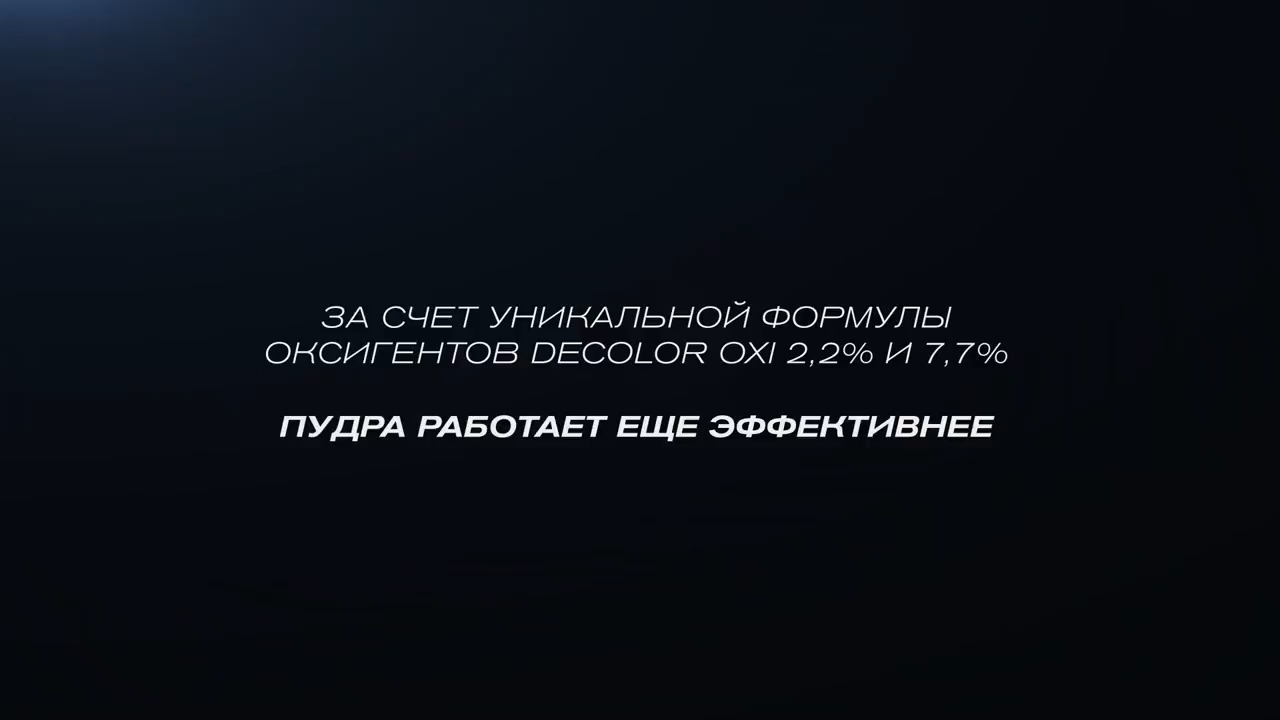 ЗА СЧЕТ УНИКАЛЬНОЙ ФОРМУЛЫ
ОКСИГЕНТОВ DECOLOR OXI 2,2% И 7,7%
ПУДРА РАБОТАЕТ ЕЩЕ ЭФФЕКТИВНЕЕ